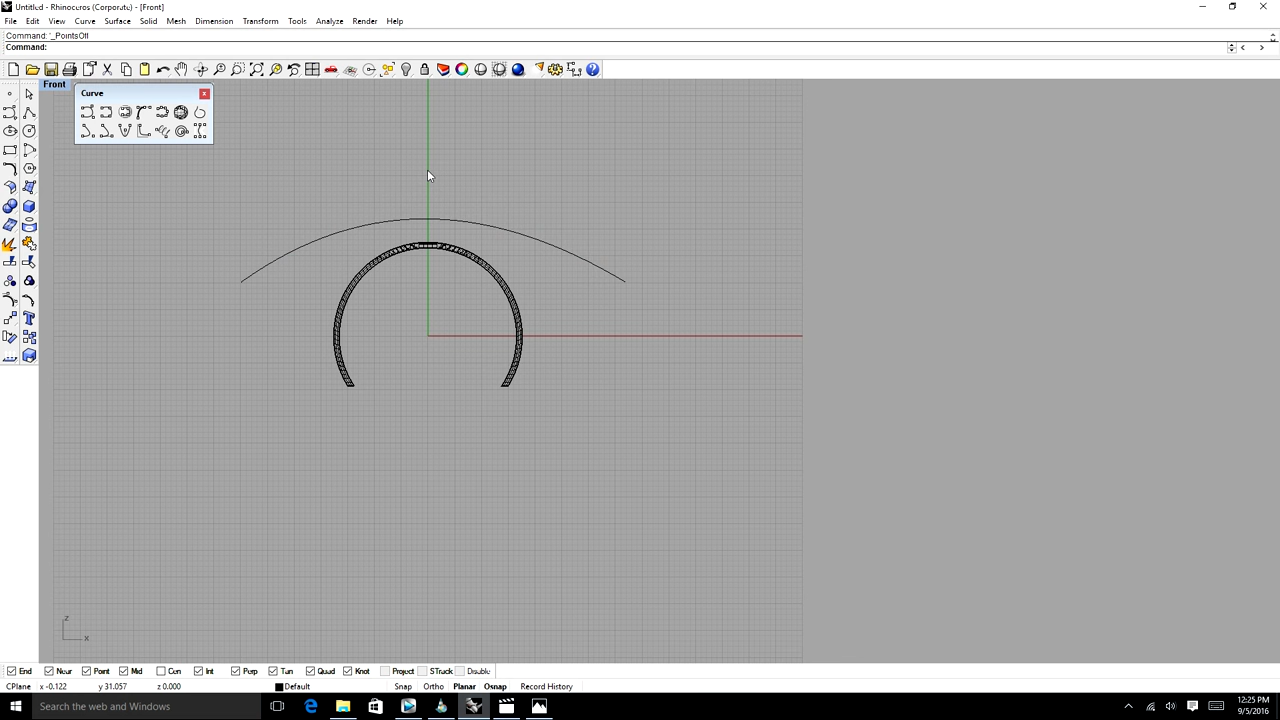 Untitled - Rhinoceros (Corporate) - [Front]
File Edit View Curve Surface Solid Mesh Dimension Transform Tools Analyze Render Help
Command: '_PointsOff
Command:
Front
Curve
z
x
End Near Point Mid Cen Int Perp Tan Quad Knot Project STrack Disable
CPlane x -0.122 y 31.057 z 0.000 Default Snap Ortho Planar Osnap Record History
Search the web and Windows
12:25 PM
9/5/2016